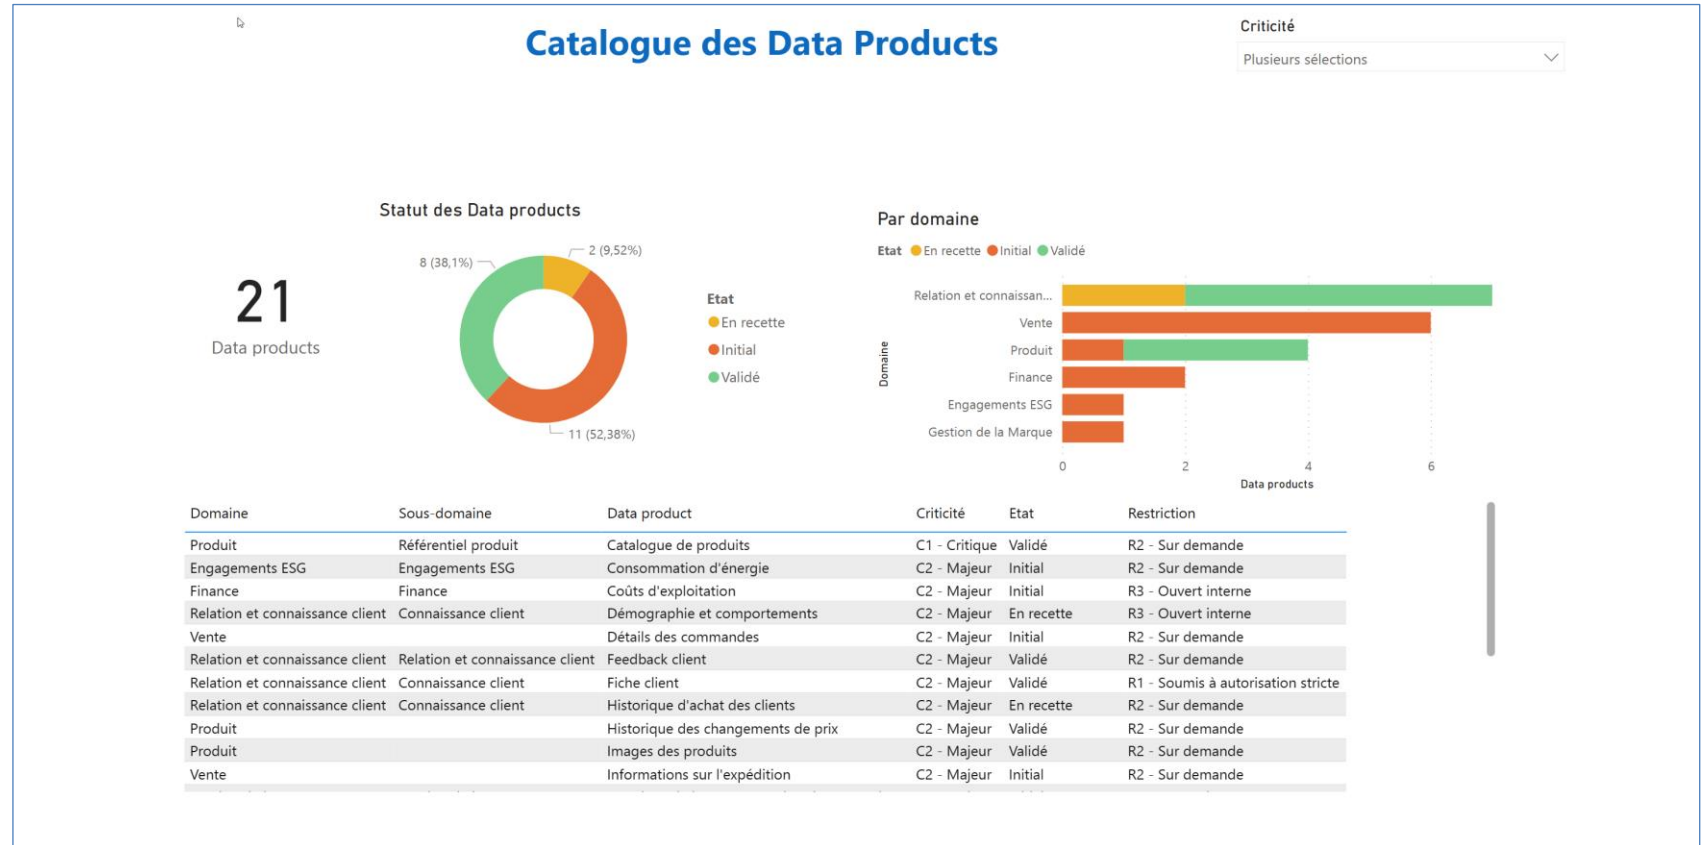 Catalogue des Data Products
Criticité
Plusieurs sélections
Statut des Data products
2 (9,52%)
8 (38,1%)
11 (52,38%)
21
Data products
Etat
En recette
Initial
Validé
Par domaine
Etat En recette Initial Validé
Domaine
Relation et connaissan...
Vente
Produit
Finance
Engagements ESG
Gestion de la Marque
0 2 4 6
Data products
Domaine Sous-domaine Data product Criticité Etat Restriction
Produit Référentiel produit Catalogue de produits C1 - Critique Validé R2 - Sur demande
Engagements ESG Engagements ESG Consommation d'énergie C2 - Majeur Initial R2 - Sur demande
Finance Finance Coûts d'exploitation C2 - Majeur Initial R3 - Ouvert interne
Relation et connaissance client Connaissance client Démographie et comportements C2 - Majeur En recette R3 - Ouvert interne
Vente Détails des commandes C2 - Majeur Initial R2 - Sur demande
Relation et connaissance client Relation et connaissance client Feedback client C2 - Majeur Validé R2 - Sur demande
Relation et connaissance client Connaissance client Fiche client C2 - Majeur Validé R1 - Soumis à autorisation stricte
Relation et connaissance client Connaissance client Historique d'achat des clients C2 - Majeur En recette R2 - Sur demande
Produit Historique des changements de prix C2 - Majeur Validé R2 - Sur demande
Produit Images des produits C2 - Majeur Validé R2 - Sur demande
Vente Informations sur l'expédition C2 - Majeur Initial R2 - Sur demande